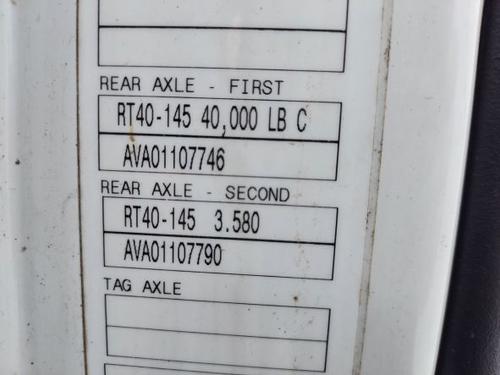 REAR AXLE - FIRST
RT40-145 40,000 LB C
AVA01107746
REAR AXLE - SECOND
RT40-145 3.580
AVA01107790
TAG AXLE